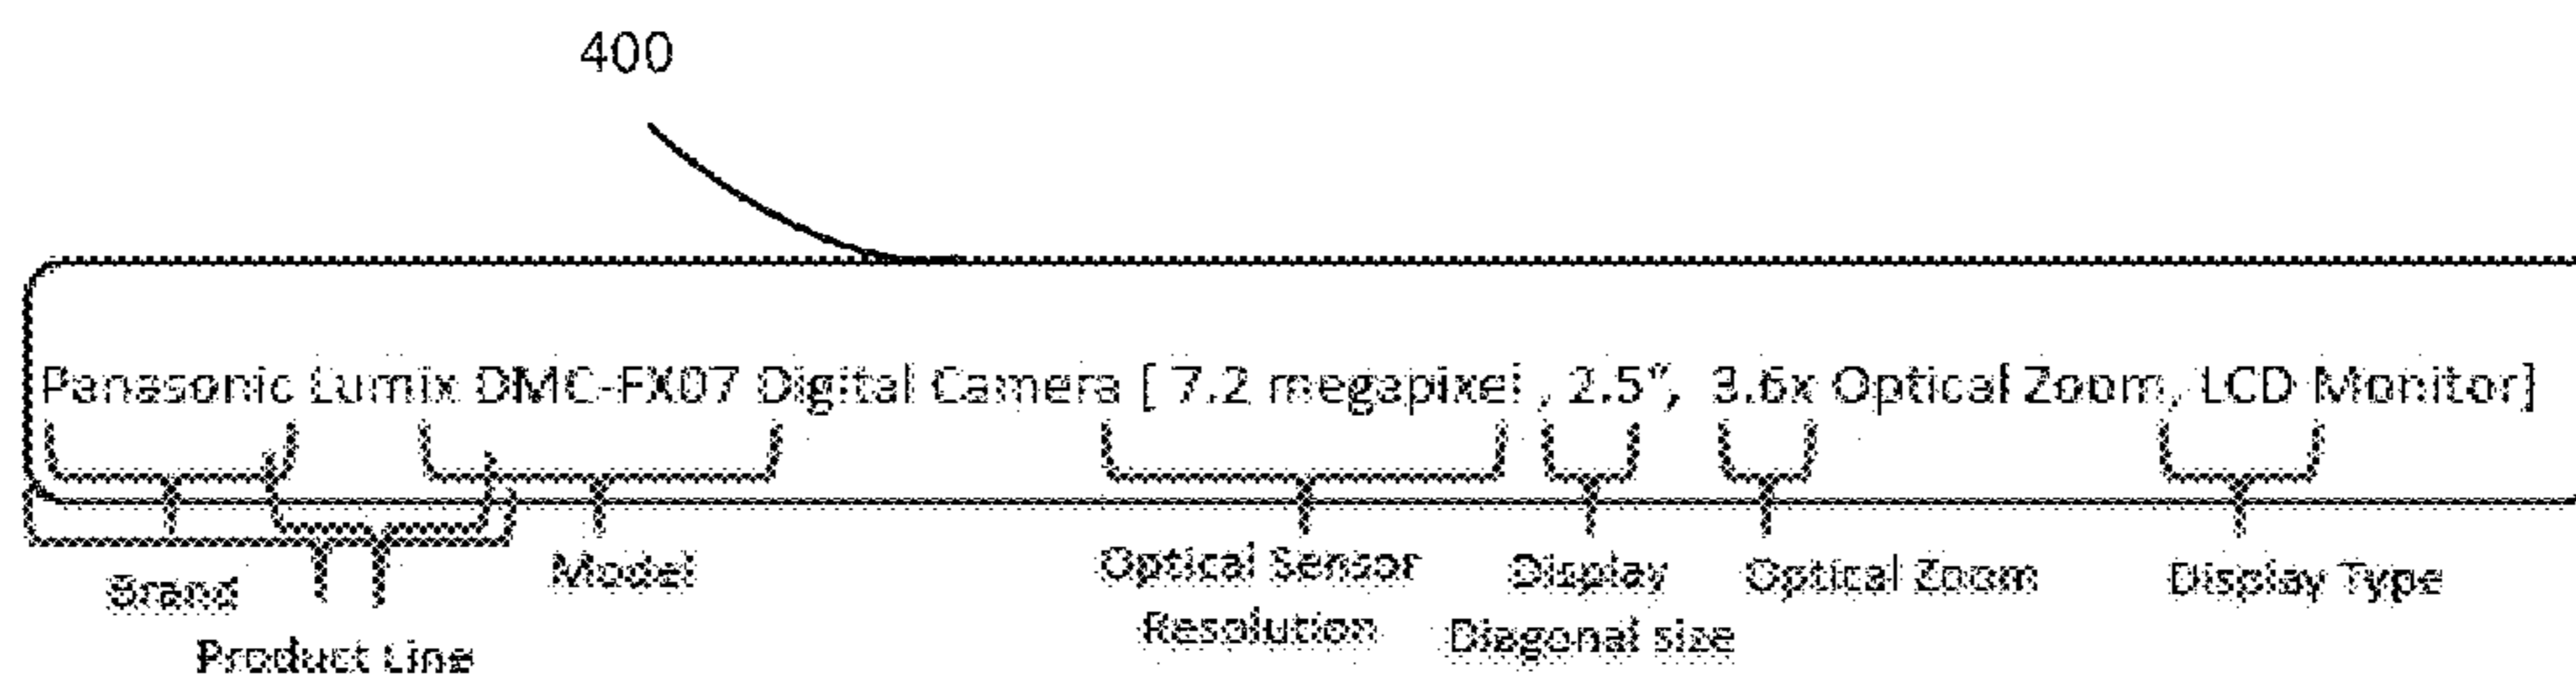 400
Panasonic Lumix DMC-FX07 Digital Camera [ 7.2 megapixel , 2.5", 3.6x Optical Zoom, LCD Monitor]
Brand
Product Line
Model
Optical Sensor
Resolution
Display
Diagonal size
Optical Zoom
Display Type